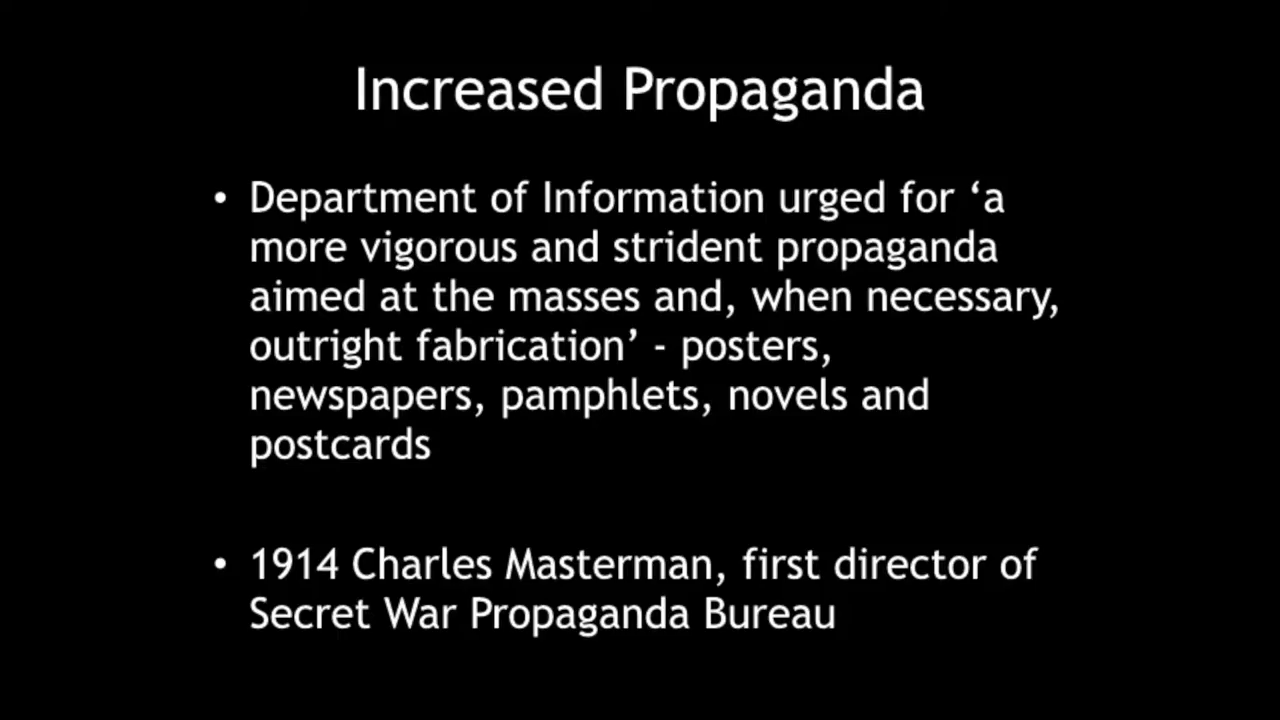 Increased Propaganda
• Department of Information urged for ‘a
more vigorous and strident propaganda
aimed at the masses and, when necessary,
outright fabrication’ - posters,
newspapers, pamphlets, novels and
postcards
• 1914 Charles Masterman, first director of
Secret War Propaganda Bureau